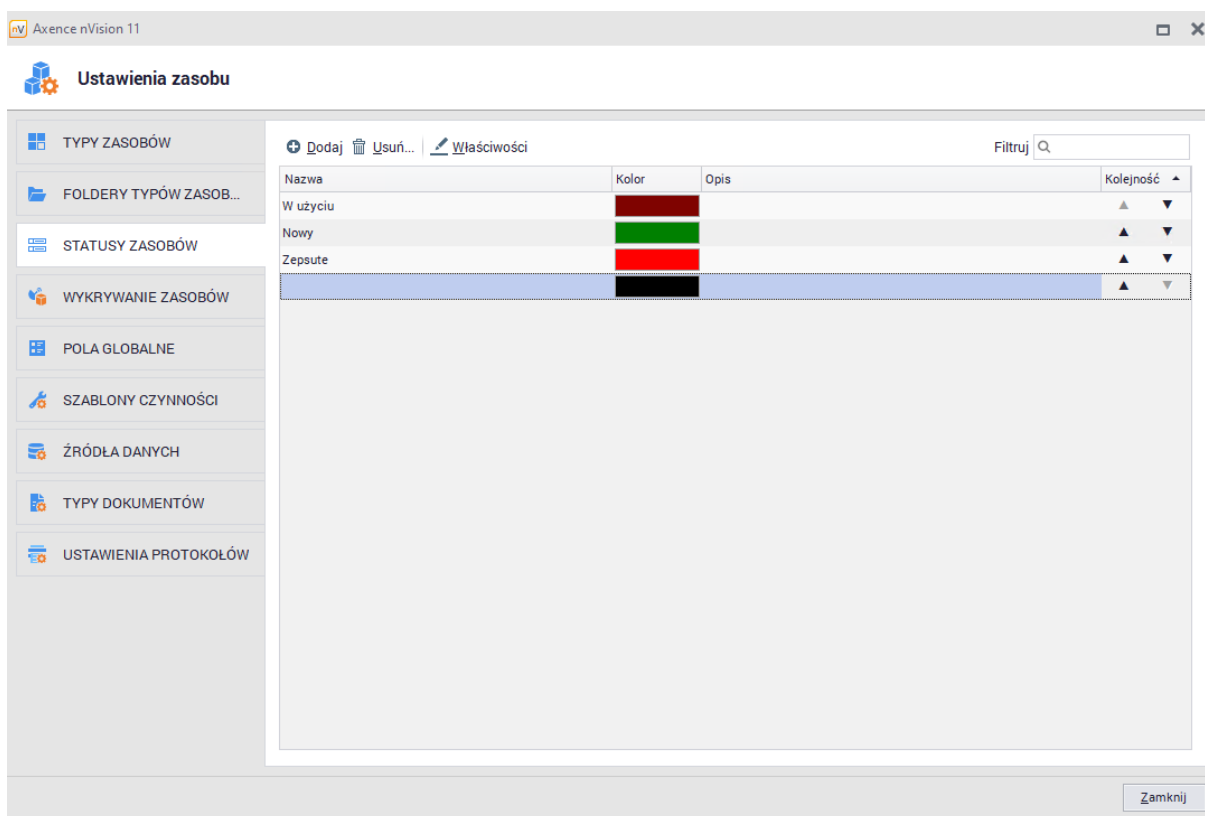 nV Axence nVision 11
Ustawienia zasobu
TYPY ZASOBÓW
FOLDERY TYPÓW ZASOB...
STATUSY ZASOBÓW
WYKRYWANIE ZASOBÓW
POLA GLOBALNE
SZABLONY CZYNNOŚCI
ŹRÓDŁA DANYCH
TYPY DOKUMENTÓW
USTAWIENIA PROTOKOŁÓW
Dodaj Usuń... Właściwości Filtruj
Nazwa Kolor Opis Kolejność
W użyciu
Nowy
Zepsute
Zamknij